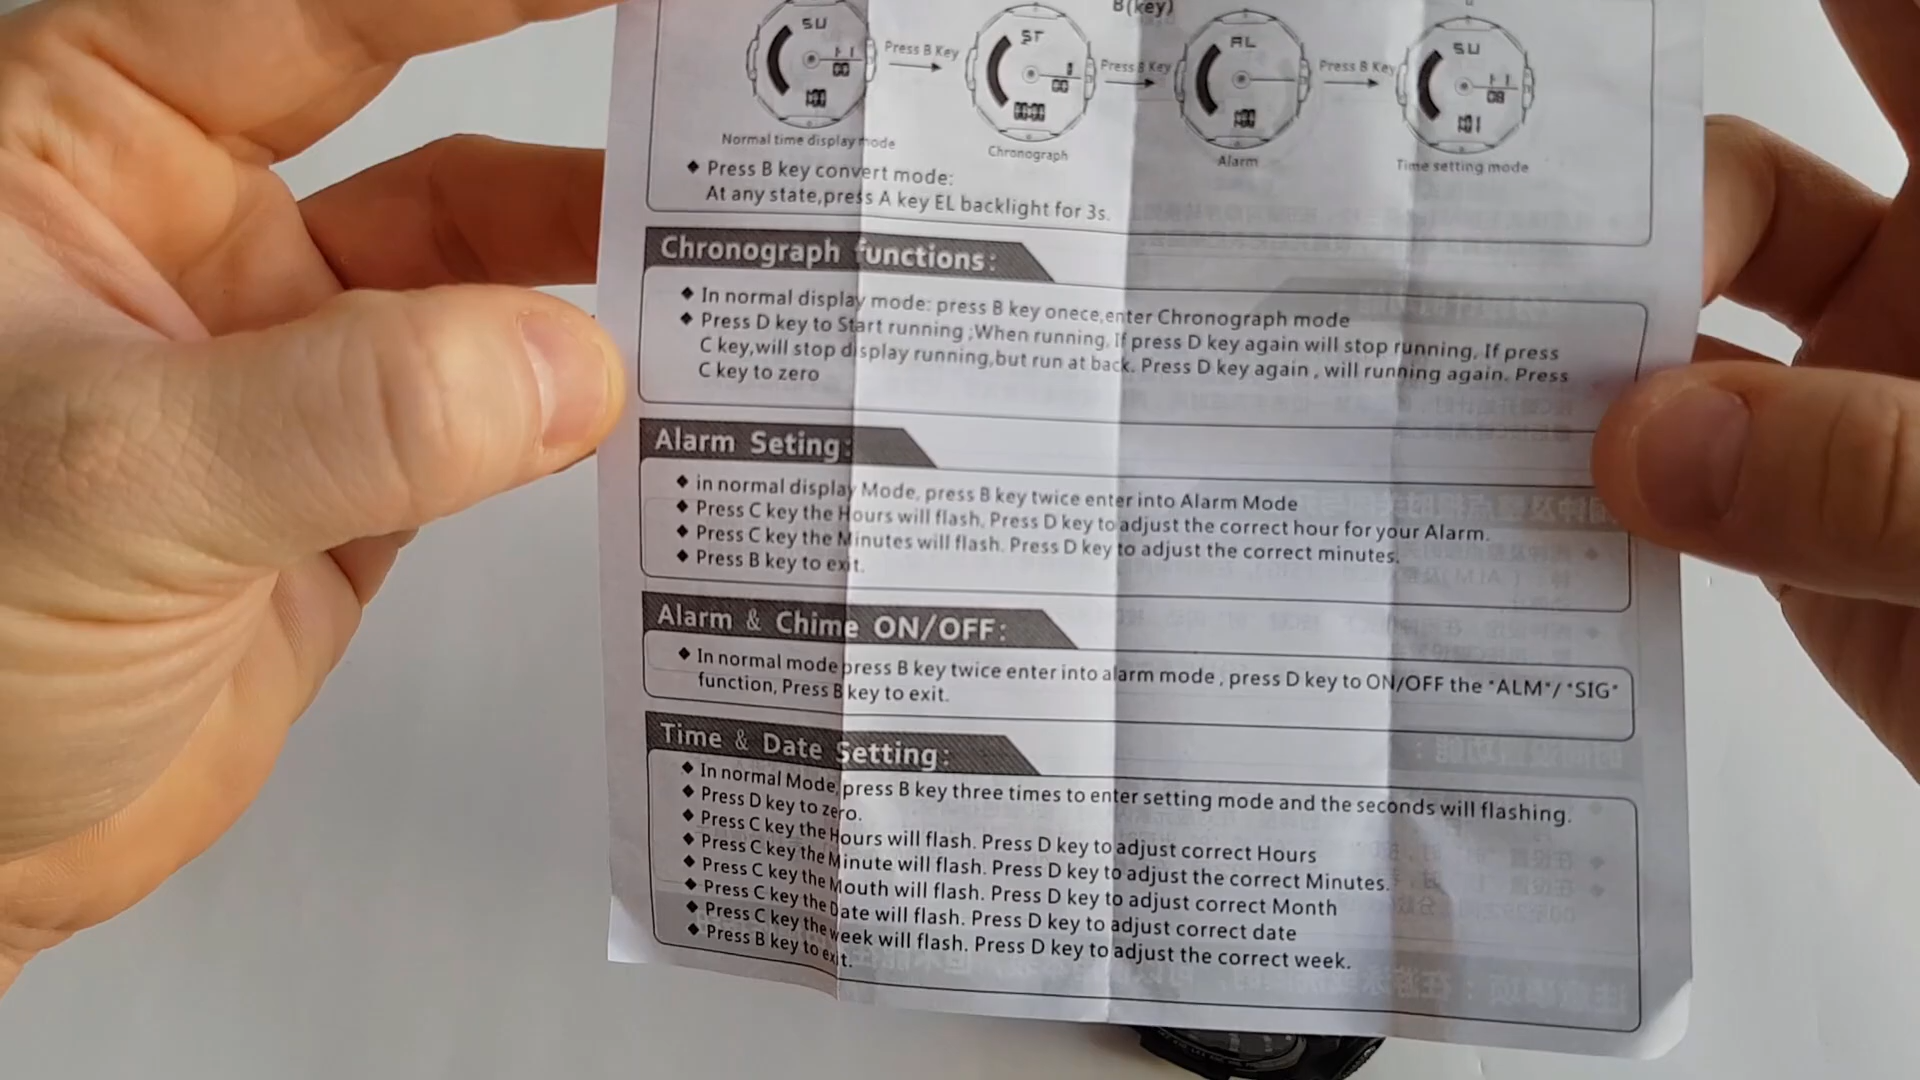 B(key)
SU
ST
AL
SU
Press B Key
Press B Key
Press B Key
Normal time display mode
Chronograph
Alarm
Time setting mode
◆ Press B key convert mode:
At any state,press A key EL backlight for 3s.
Chronograph functions:
◆ In normal display mode: press B key onece,enter Chronograph mode
◆ Press D key to Start running ;When running, If press D key again will stop running. If press
C key,will stop display running,but run at back. Press D key again , will running again. Press
C key to zero
Alarm Seting:
◆ in normal display Mode, press B key twice enter into Alarm Mode
◆ Press C key the Hours will flash. Press D key to adjust the correct hour for your Alarm.
◆ Press C key the Minutes will flash. Press D key to adjust the correct minutes.
◆ Press B key to exit.
Alarm & Chime ON/OFF:
◆ In normal mode press B key twice enter into alarm mode , press D key to ON/OFF the "ALM"/ "SIG"
function, Press B key to exit.
Time & Date Setting:
◆ In normal Mode, press B key three times to enter setting mode and the seconds will flashing.
◆ Press D key to zero.
◆ Press C key the Hours will flash. Press D key to adjust correct Hours
◆ Press C key the Minute will flash. Press D key to adjust the correct Minutes.
◆ Press C key the Mouth will flash. Press D key to adjust correct Month
◆ Press C key the Date will flash. Press D key to adjust correct date
◆ Press C key the week will flash. Press D key to adjust the correct week.
◆ Press B key to exit.